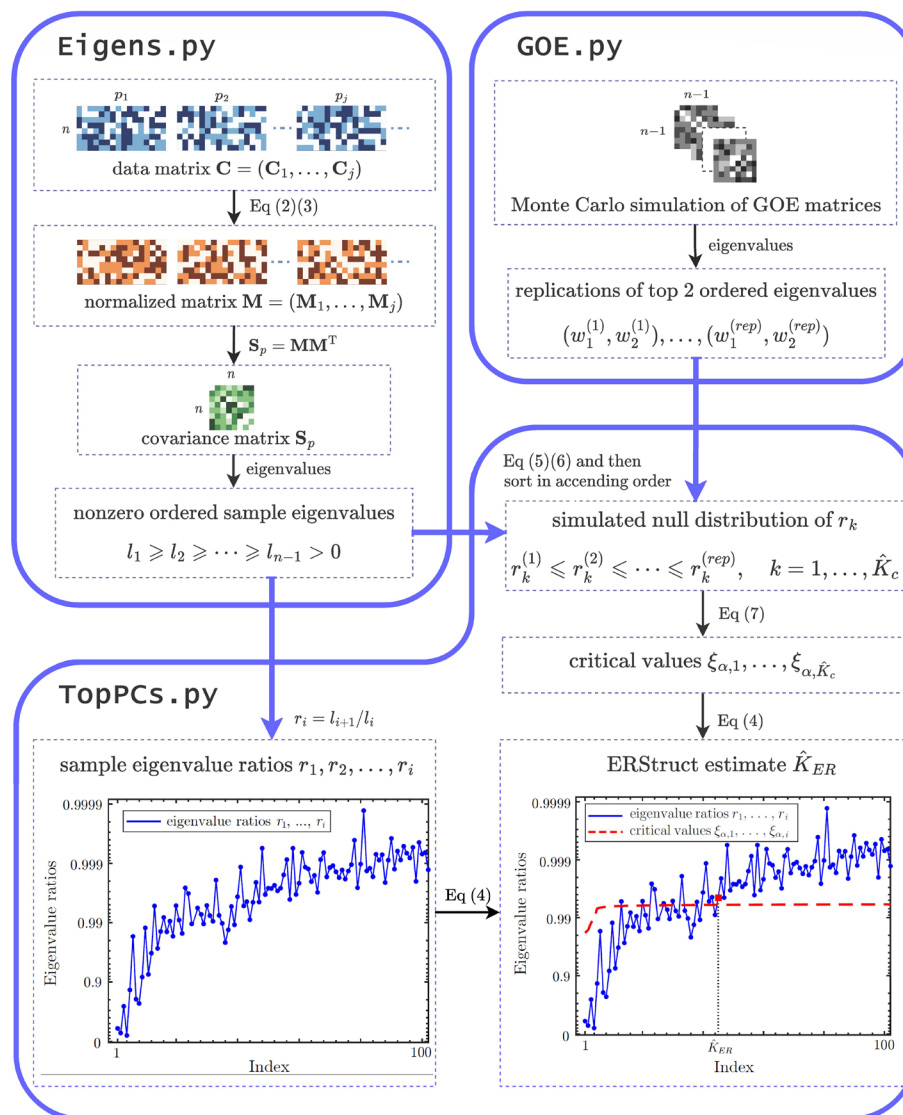 Eigens.py
p₁ p₂ pⱼ
n
... ...
data matrix C = (C₁, . . . , Cⱼ)
Eq (2)(3)
... ...
normalized matrix M = (M₁, . . . , Mⱼ)
Sₚ = MMᵀ
n
n
covariance matrix Sₚ
eigenvalues
nonzero ordered sample eigenvalues
l₁ ⩾ l₂ ⩾ · · · ⩾ lₙ₋₁ > 0
GOE.py
n−1
n−1
Monte Carlo simulation of GOE matrices
eigenvalues
replications of top 2 ordered eigenvalues
(w₁⁽¹⁾, w₂⁽¹⁾), . . . , (w₁⁽ʳᵉᵖ⁾, w₂⁽ʳᵉᵖ⁾)
Eq (5)(6) and then
sort in accending order
simulated null distribution of rₖ
rₖ⁽¹⁾ ⩽ rₖ⁽²⁾ ⩽ · · · ⩽ rₖ⁽ʳᵉᵖ⁾, k = 1, . . . , K̂_c
Eq (7)
critical values ξ_{α,1}, . . . , ξ_{α,K̂_c}
Eq (4)
TopPCs.py
rᵢ = lᵢ₊₁/lᵢ
sample eigenvalue ratios r₁, r₂, . . . , rᵢ
eigenvalue ratios r₁, ..., rᵢ
Eigenvalue ratios
0.9999
0.999
0.99
0.9
0
1 100
Index
Eq (4)
ERStruct estimate K̂_{ER}
eigenvalue ratios r₁, . . . , rᵢ
critical values ξ_{α,1}, . . . , ξ_{α,i}
Eigenvalue ratios
0.9999
0.999
0.99
0.9
0
1 K̂_{ER} 100
Index